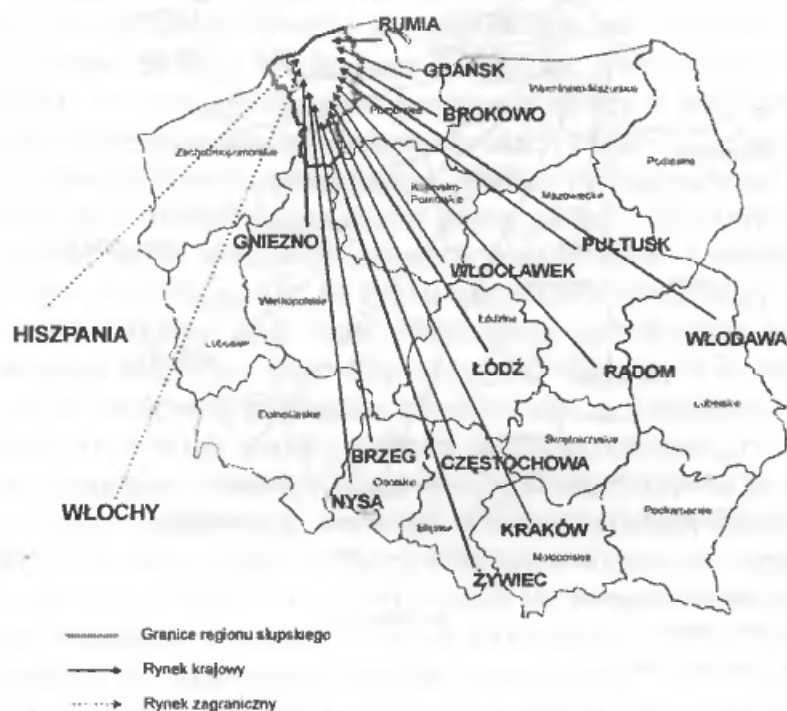 RUMIA
GDAŃSK
Warmińsko-Mazurskie
Pomorskie
BROKOWO
Zachodniopomorskie
Podlaskie
Kujawsko-
Pomorskie
Mazowieckie
GNIEZNO
PUŁTUSK
WŁOCŁAWEK
Wielkopolskie
Łódzkie
HISZPANIA
WŁODAWA
Lubuskie
ŁÓDŹ
RADOM
Lubelskie
Dolnośląskie
Świętokrzyskie
BRZEG
CZĘSTOCHOWA
Opolskie
NYSA
WŁOCHY
Podkarpackie
KRAKÓW
Śląskie
Małopolskie
ŻYWIEC
Granice regionu słupskiego
Rynek krajowy
Rynek zagraniczny